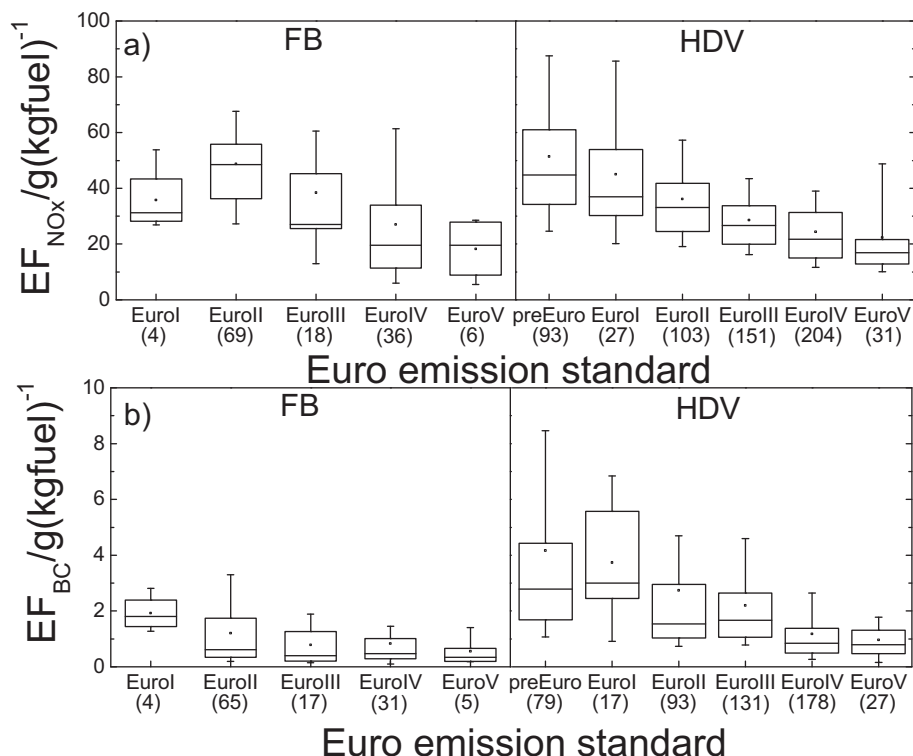 a)
FB
HDV
EF_NOx/g(kgfuel)^-1
100
80
60
40
20
0
EuroI EuroII EuroIII EuroIV EuroV preEuro EuroI EuroII EuroIII EuroIV EuroV
(4) (69) (18) (36) (6) (93) (27) (103) (151) (204) (31)
Euro emission standard
b)
FB
HDV
EF_BC/g(kgfuel)^-1
10
8
6
4
2
0
EuroI EuroII EuroIII EuroIV EuroV preEuro EuroI EuroII EuroIII EuroIV EuroV
(4) (65) (17) (31) (5) (79) (17) (93) (131) (178) (27)
Euro emission standard